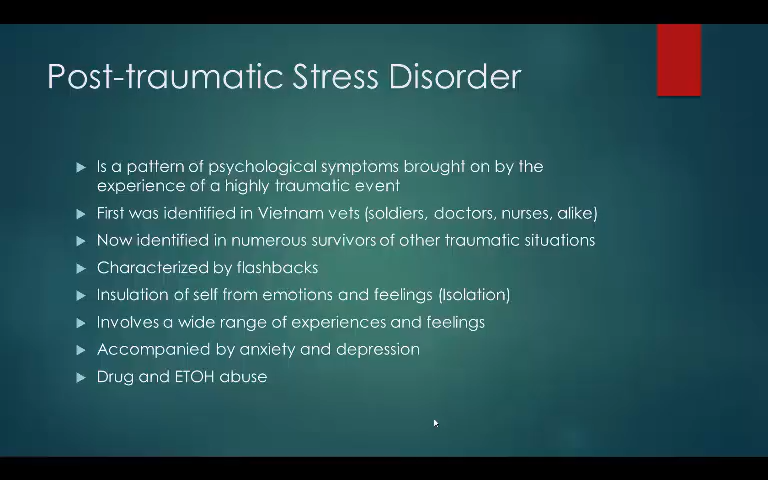 Post-traumatic Stress Disorder
Is a pattern of psychological symptoms brought on by the
experience of a highly traumatic event
First was identified in Vietnam vets (soldiers, doctors, nurses, alike)
Now identified in numerous survivors of other traumatic situations
Characterized by flashbacks
Insulation of self from emotions and feelings (Isolation)
Involves a wide range of experiences and feelings
Accompanied by anxiety and depression
Drug and ETOH abuse